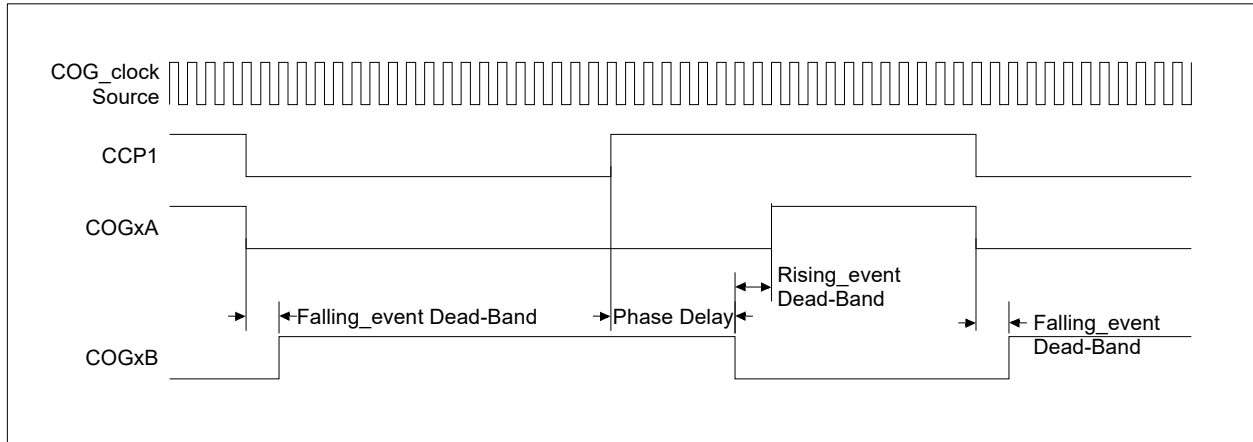 COG_clock
Source
CCP1
COGxA
Rising_event
Dead-Band
Falling_event Dead-Band
Phase Delay
Falling_event
Dead-Band
COGxB